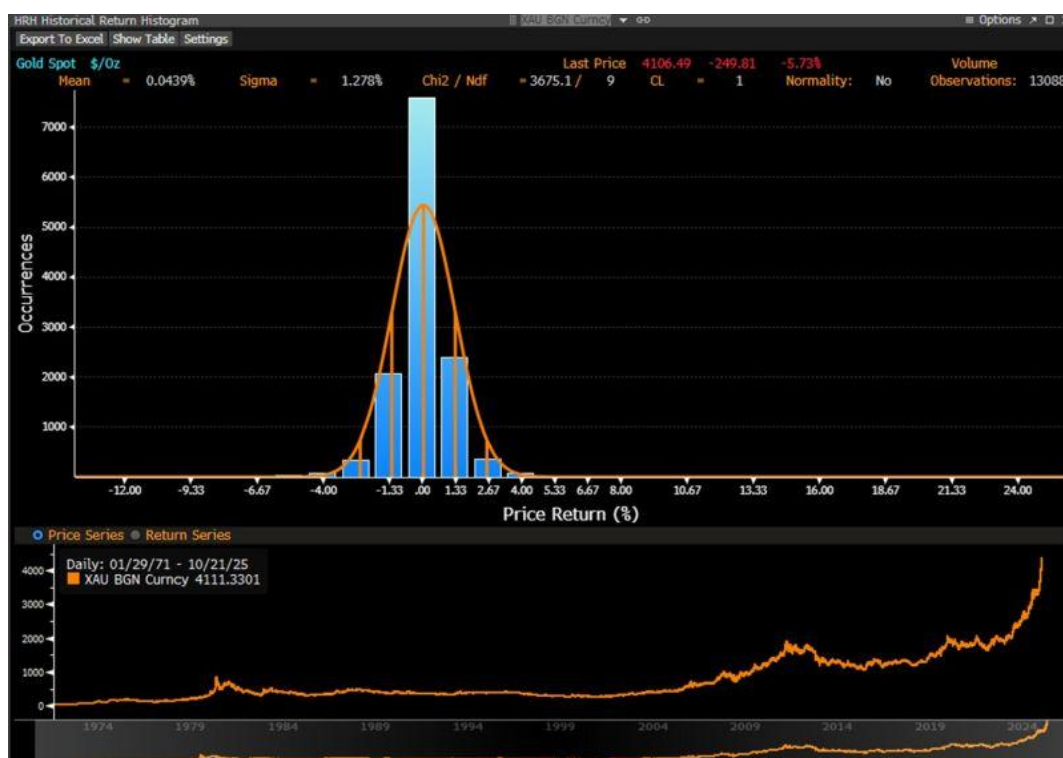 HRH Historical Return Histogram XAU BGN Curncy Options
Export To Excel Show Table Settings
Gold Spot $/Oz Last Price 4106.49 -249.81 -5.73% Volume
Mean = 0.0439% Sigma = 1.278% Chi2 / Ndf = 3675.1/ 9 CL = 1 Normality: No Observations: 13088
7000
6000
5000
4000
3000
2000
1000
Occurrences
-12.00 -9.33 -6.67 -4.00 -1.33 .00 1.33 2.67 4.00 5.33 6.67 8.00 10.67 13.33 16.00 18.67 21.33 24.00
Price Return (%)
Price Series Return Series
Daily: 01/29/71 - 10/21/25
XAU BGN Curncy 4111.3301
4000
3000
2000
1000
0
1974 1979 1984 1989 1994 1999 2004 2009 2014 2019 2024